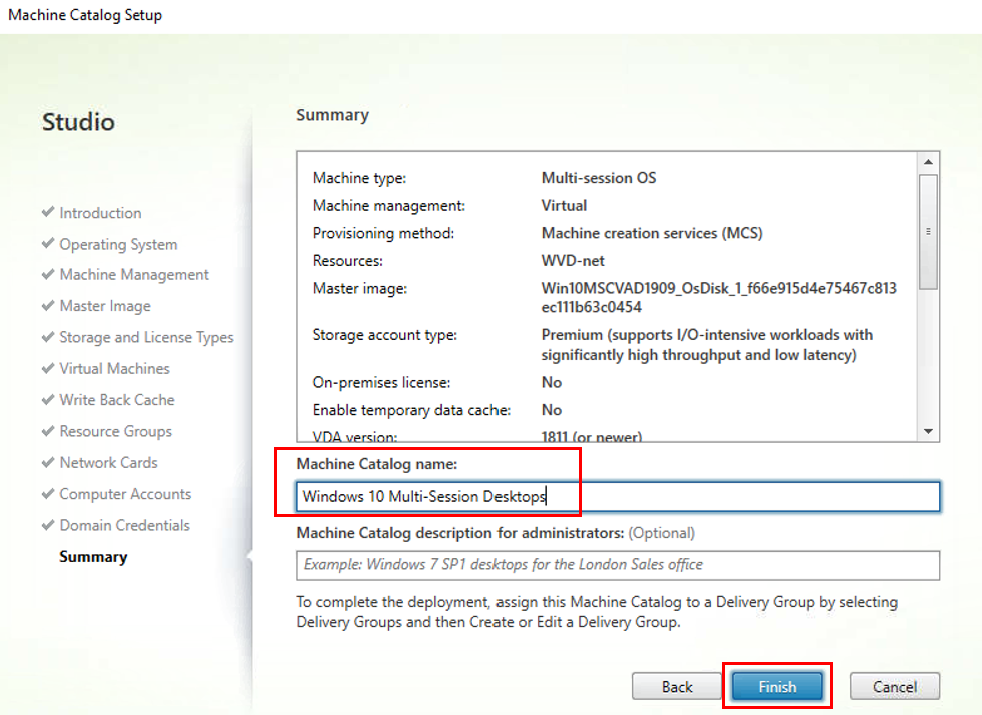 Machine Catalog Setup
Studio
Introduction
Operating System
Machine Management
Master Image
Storage and License Types
Virtual Machines
Write Back Cache
Resource Groups
Network Cards
Computer Accounts
Domain Credentials
Summary
Summary
Machine type: Multi-session OS
Machine management: Virtual
Provisioning method: Machine creation services (MCS)
Resources: WVD-net
Master image: Win10MSCVAD1909_OsDisk_1_f66e915d4e75467c813
ec111b63c0454
Storage account type: Premium (supports I/O-intensive workloads with
significantly high throughput and low latency)
On-premises license: No
Enable temporary data cache: No
VDA version: 1811 (or newer)
Machine Catalog name:
Windows 10 Multi-Session Desktops
Machine Catalog description for administrators: (Optional)
Example: Windows 7 SP1 desktops for the London Sales office
To complete the deployment, assign this Machine Catalog to a Delivery Group by selecting
Delivery Groups and then Create or Edit a Delivery Group.
Back Finish Cancel